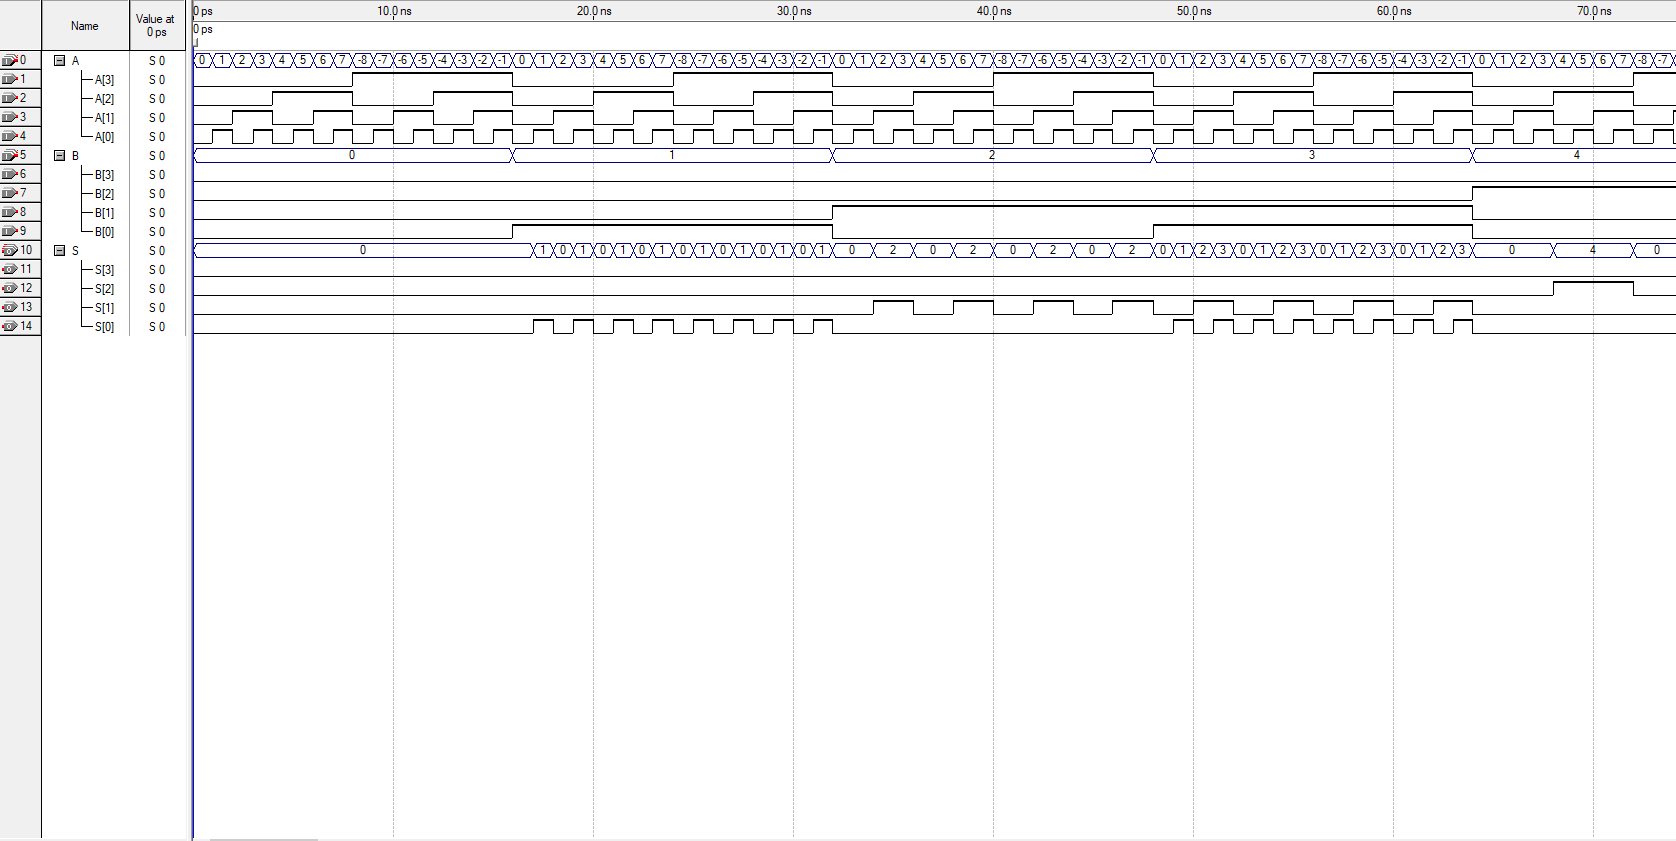 Name Value at 0 ps 0 ps 10.0 ns 20.0 ns 30.0 ns 40.0 ns 50.0 ns 60.0 ns 70.0 ns
0 ps
0 A S 0 0 1 2 3 4 5 6 7 -8 -7 -6 -5 -4 -3 -2 -1 0 1 2 3 4 5 6 7 -8 -7 -6 -5 -4 -3 -2 -1 0 1 2 3 4 5 6 7 -8 -7 -6 -5 -4 -3 -2 -1 0 1 2 3 4 5 6 7 -8 -7 -6 -5 -4 -3 -2 -1 0 1 2 3 4 5 6 7 -8 -7
1 A[3] S 0
2 A[2] S 0
3 A[1] S 0
4 A[0] S 0
5 B S 0 0 1 2 3 4
6 B[3] S 0
7 B[2] S 0
8 B[1] S 0
9 B[0] S 0
10 S S 0 0 1 0 1 0 1 0 1 0 1 0 1 0 1 0 1 0 2 0 2 0 2 0 2 0 1 2 3 0 1 2 3 0 1 2 3 0 1 2 3 0 4 0
11 S[3] S 0
12 S[2] S 0
13 S[1] S 0
14 S[0] S 0